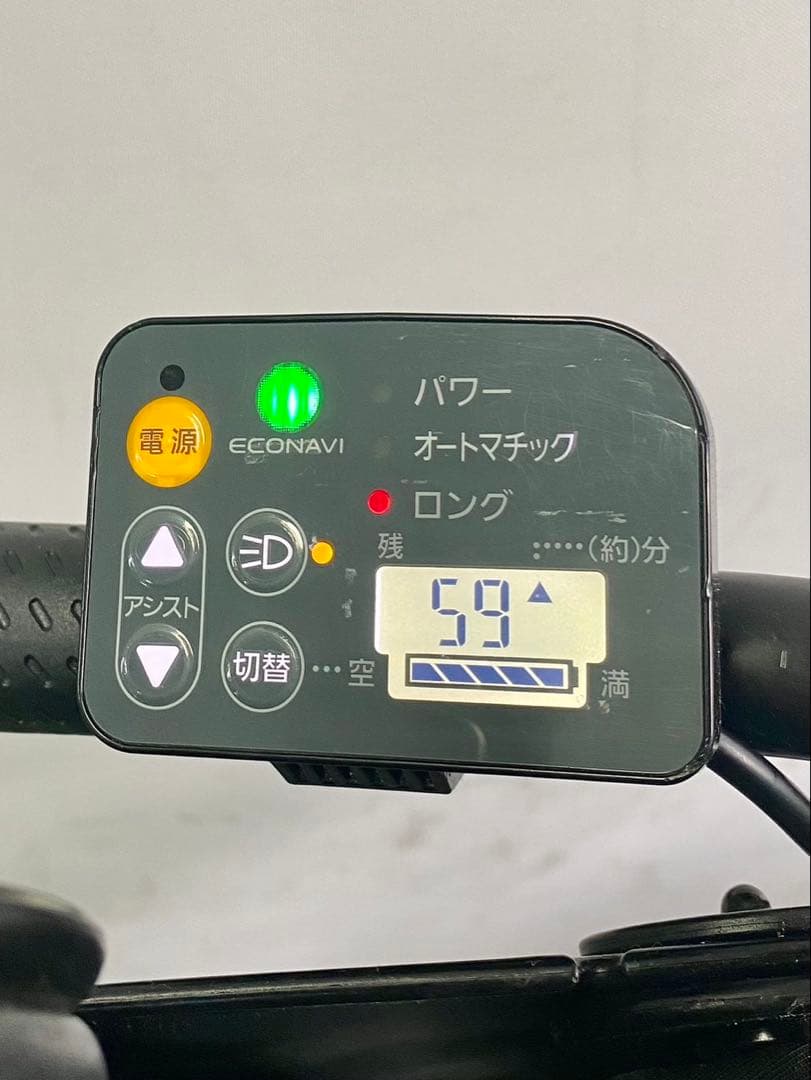 パワー
電源
ECONAVI
オートマチック
ロング
残
:·····(約)分
アシスト
59
切替
···空
満